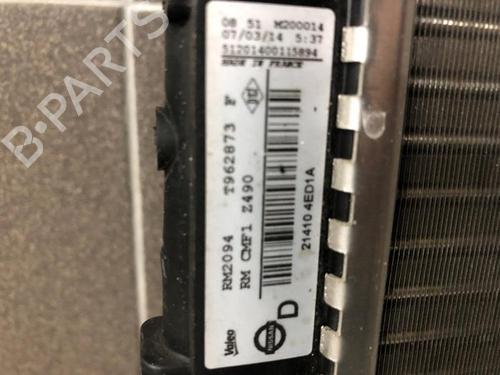 08 51 M200014
07/03/14 5:37
51201400115894
MADE IN FRANCE
T962873 F
RM2094
RM CMF1 Z490
21410 4ED1A
D
Valeo
NISSAN
B-PARTS